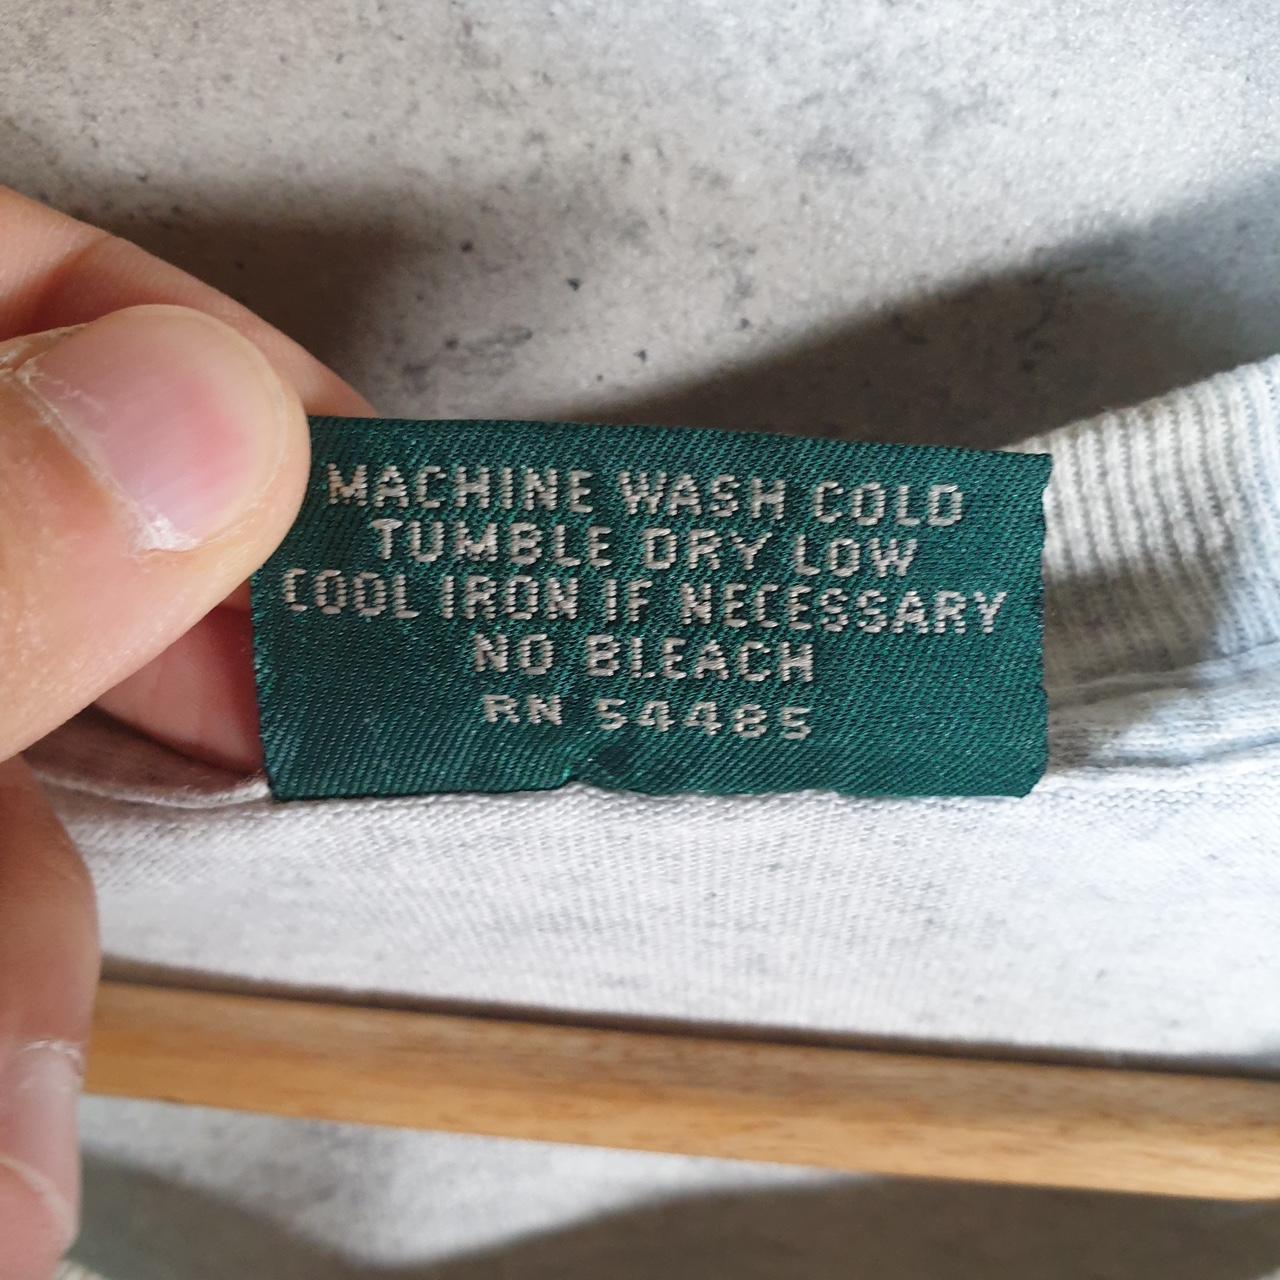 MACHINE WASH COLD
TUMBLE DRY LOW
COOL IRON IF NECESSARY
NO BLEACH
RN 54485